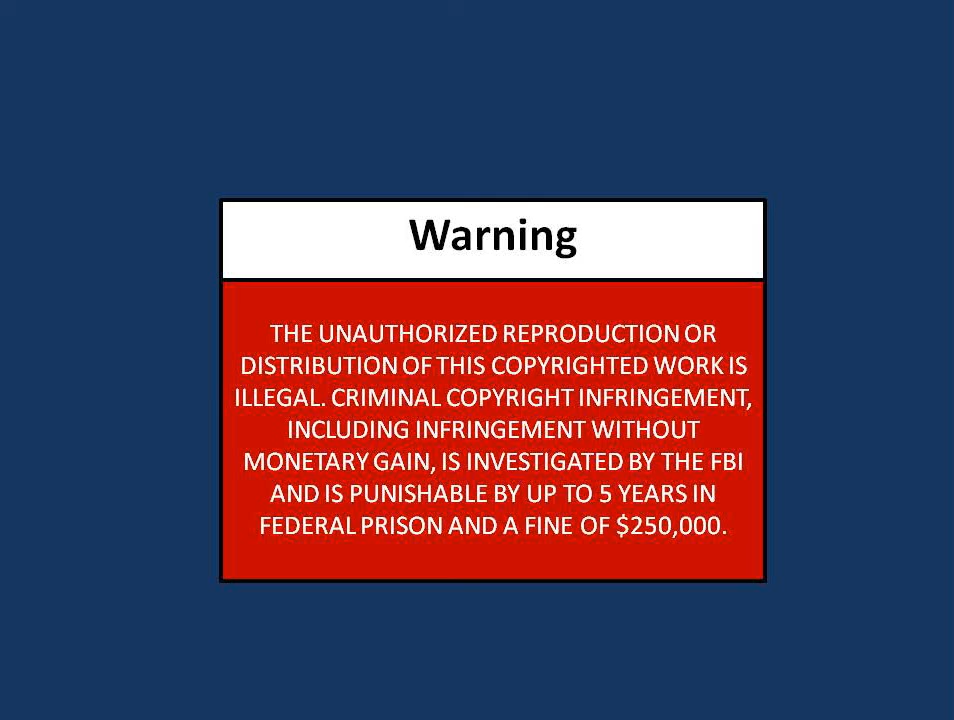 Warning
THE UNAUTHORIZED REPRODUCTION OR
DISTRIBUTION OF THIS COPYRIGHTED WORK IS
ILLEGAL. CRIMINAL COPYRIGHT INFRINGEMENT,
INCLUDING INFRINGEMENT WITHOUT
MONETARY GAIN, IS INVESTIGATED BY THE FBI
AND IS PUNISHABLE BY UP TO 5 YEARS IN
FEDERAL PRISON AND A FINE OF $250,000.